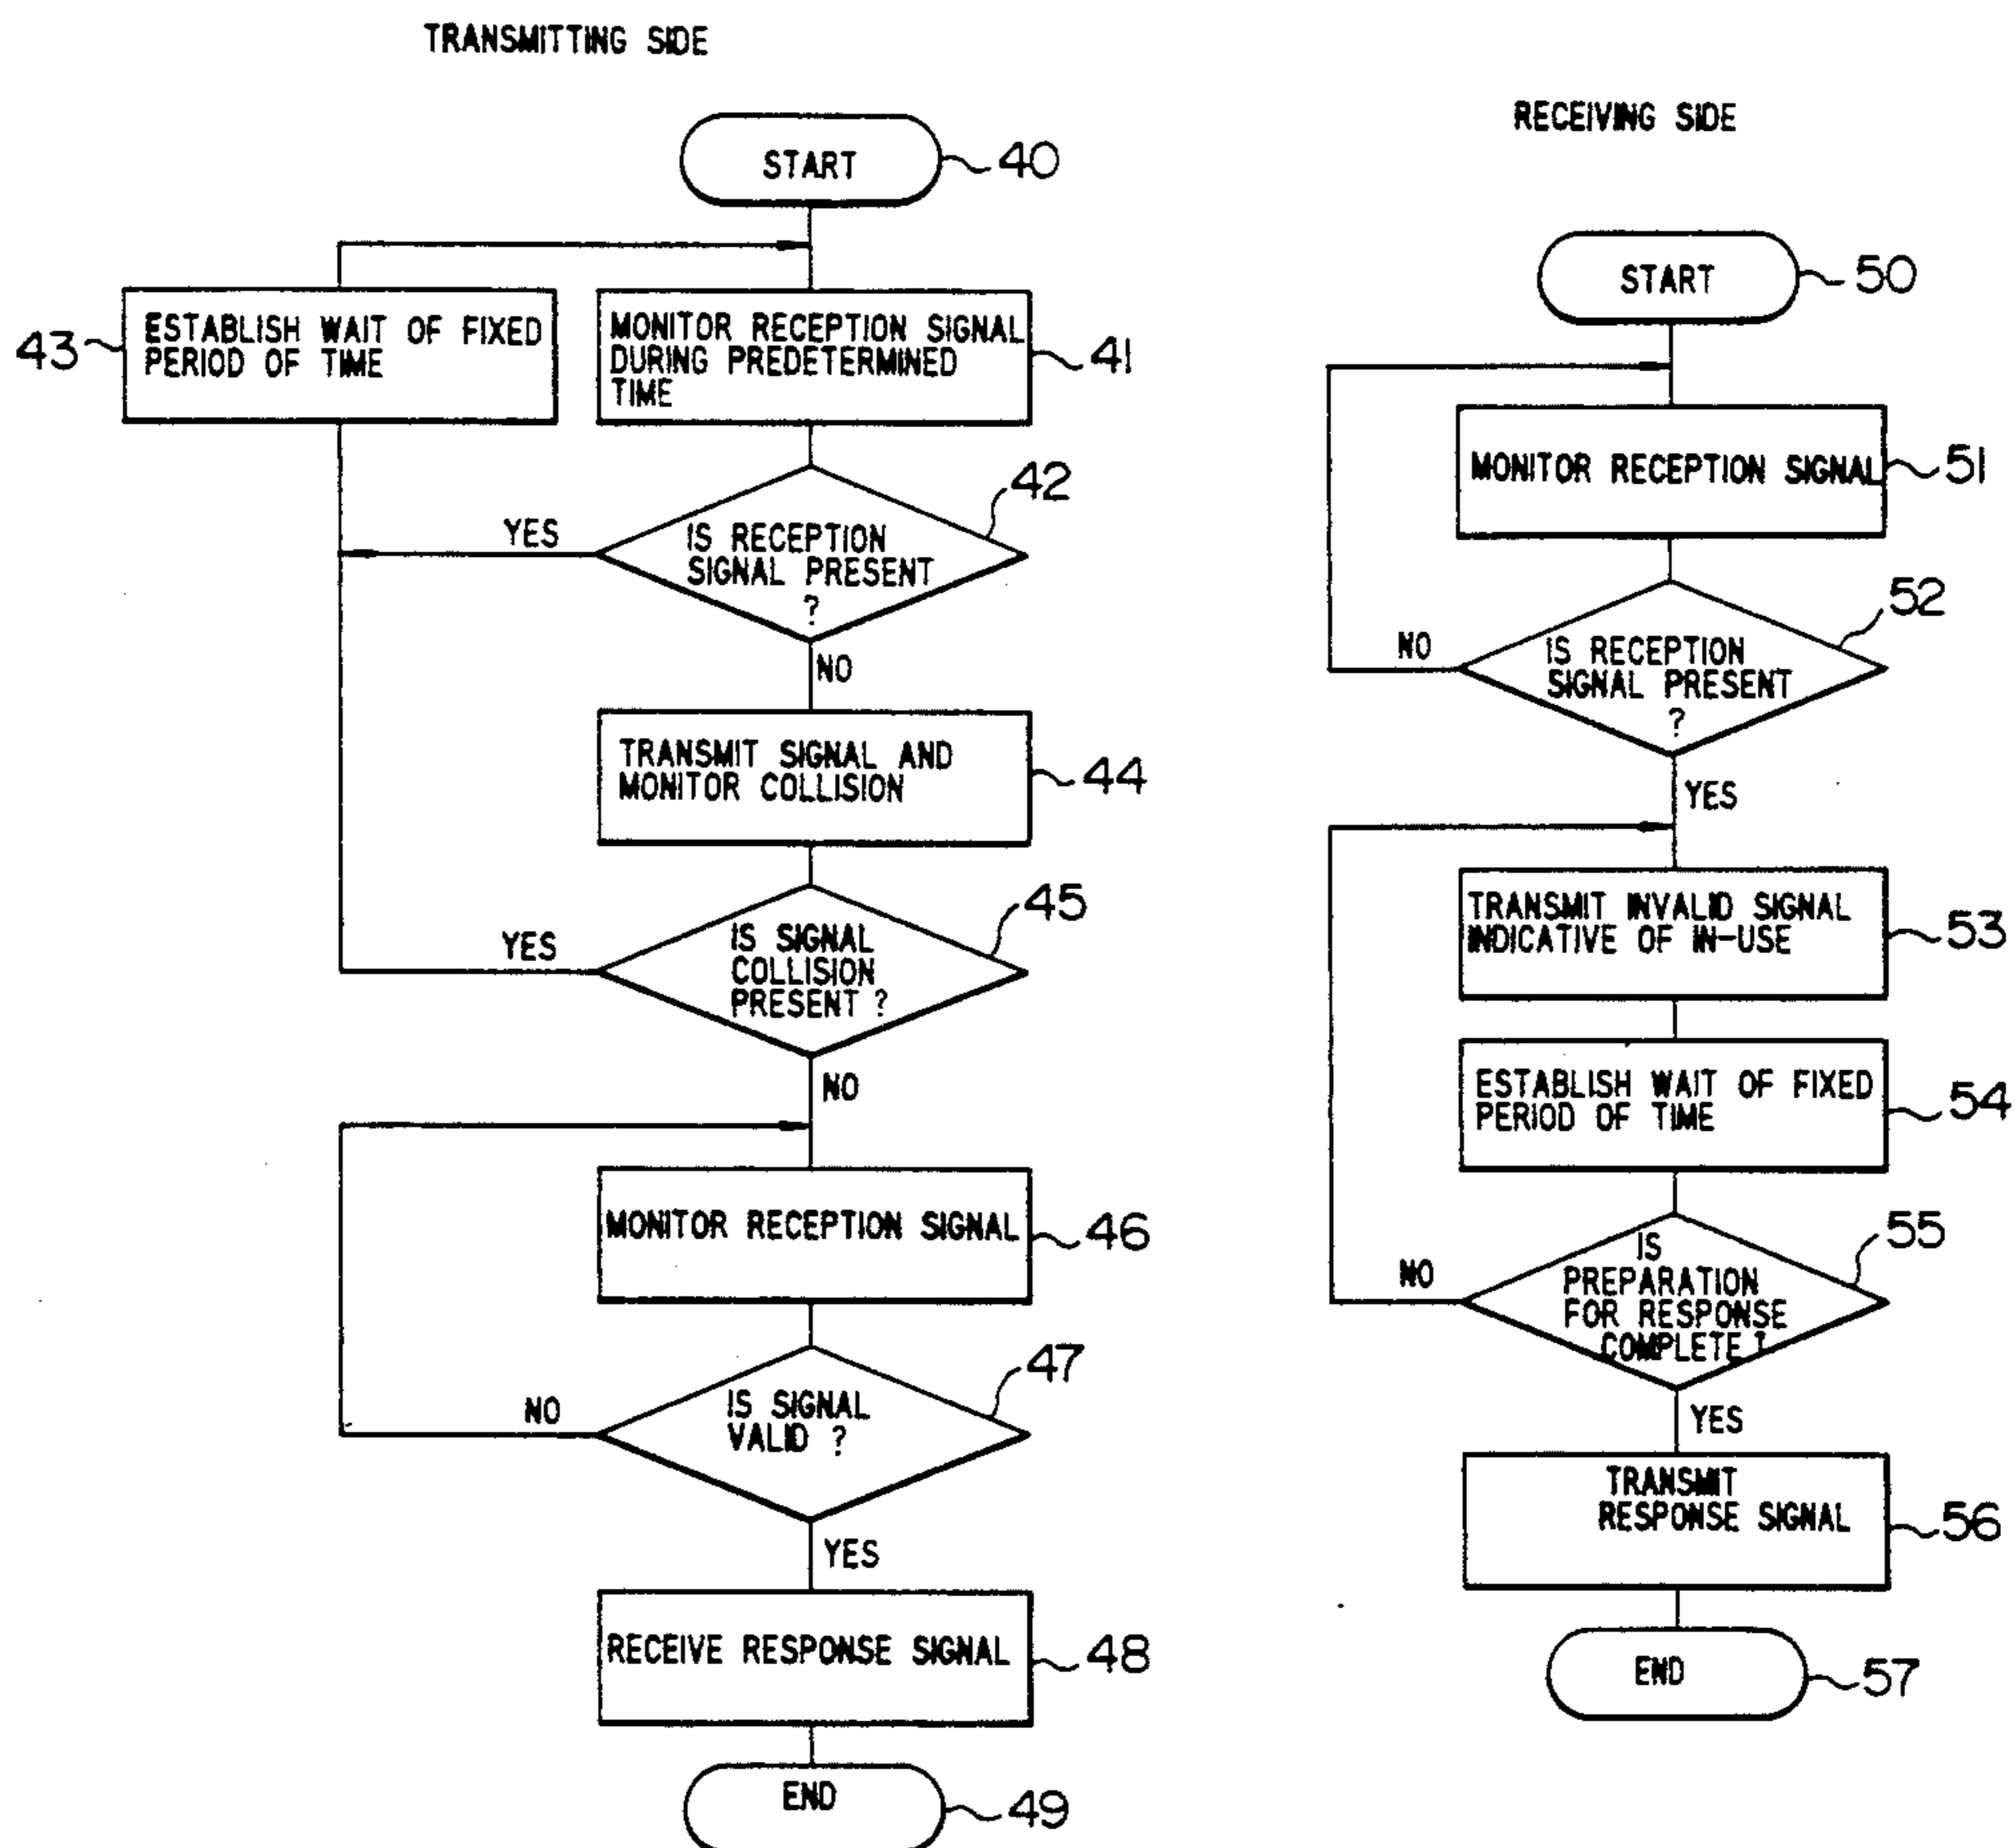 TRANSMITTING SIDE
START
40
43
ESTABLISH WAIT OF FIXED
PERIOD OF TIME
MONITOR RECEPTION SIGNAL
DURING PREDETERMINED
TIME
41
42
IS RECEPTION
SIGNAL PRESENT
?
YES
NO
TRANSMIT SIGNAL AND
MONITOR COLLISION
44
45
IS SIGNAL
COLLISION
PRESENT ?
YES
NO
MONITOR RECEPTION SIGNAL
46
47
IS SIGNAL
VALID ?
NO
YES
RECEIVE RESPONSE SIGNAL
48
END
49
RECEIVING SIDE
START
50
MONITOR RECEPTION SIGNAL
51
52
IS RECEPTION
SIGNAL PRESENT
?
NO
YES
TRANSMIT INVALID SIGNAL
INDICATIVE OF IN-USE
53
ESTABLISH WAIT OF FIXED
PERIOD OF TIME
54
55
IS
PREPARATION
FOR RESPONSE
COMPLETE ?
NO
YES
TRANSMIT
RESPONSE SIGNAL
56
END
57